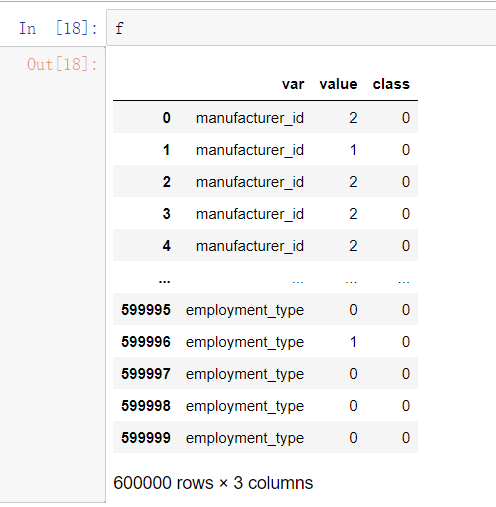 In [18]: f
Out[18]:
var value class
0 manufacturer_id 2 0
1 manufacturer_id 1 0
2 manufacturer_id 2 0
3 manufacturer_id 2 0
4 manufacturer_id 2 0
... ... ... ...
599995 employment_type 0 0
599996 employment_type 1 0
599997 employment_type 0 0
599998 employment_type 0 0
599999 employment_type 0 0
600000 rows × 3 columns